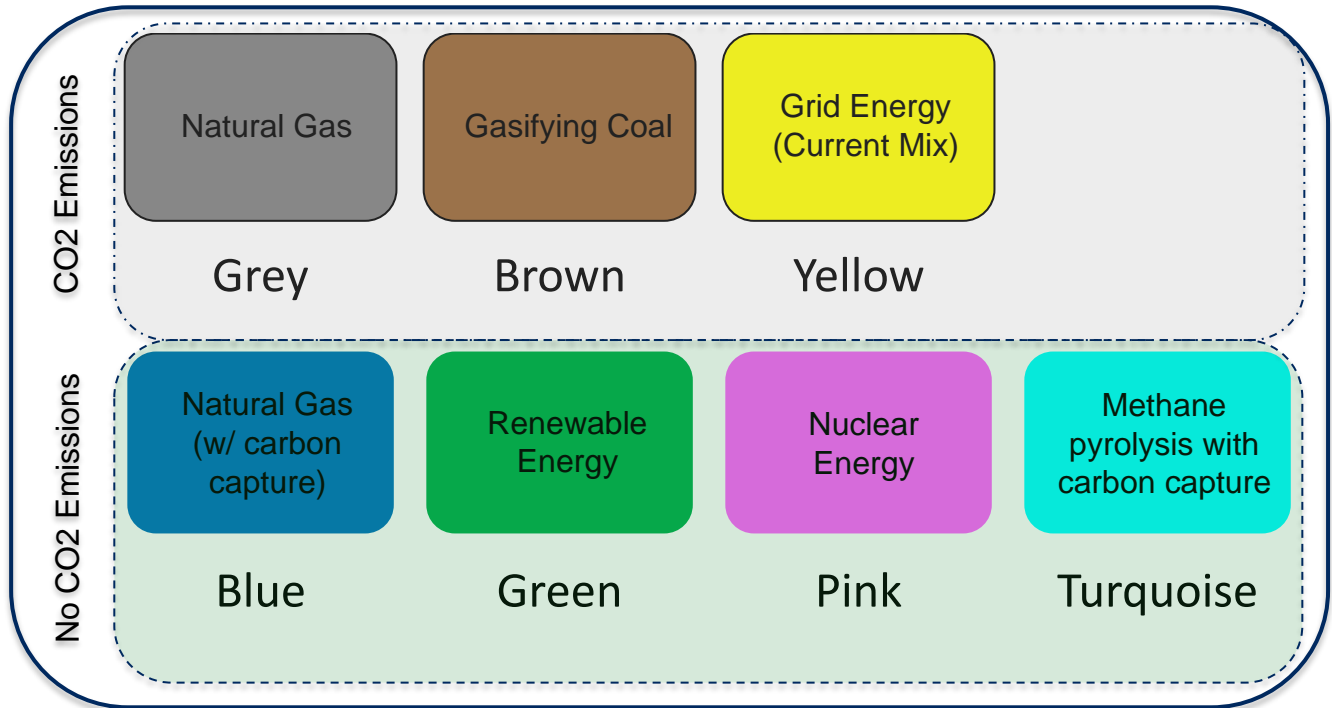 CO2 Emissions
Natural Gas
Gasifying Coal
Grid Energy
(Current Mix)
Grey
Brown
Yellow
No CO2 Emissions
Natural Gas
(w/ carbon
capture)
Renewable
Energy
Nuclear
Energy
Methane
pyrolysis with
carbon capture
Blue
Green
Pink
Turquoise